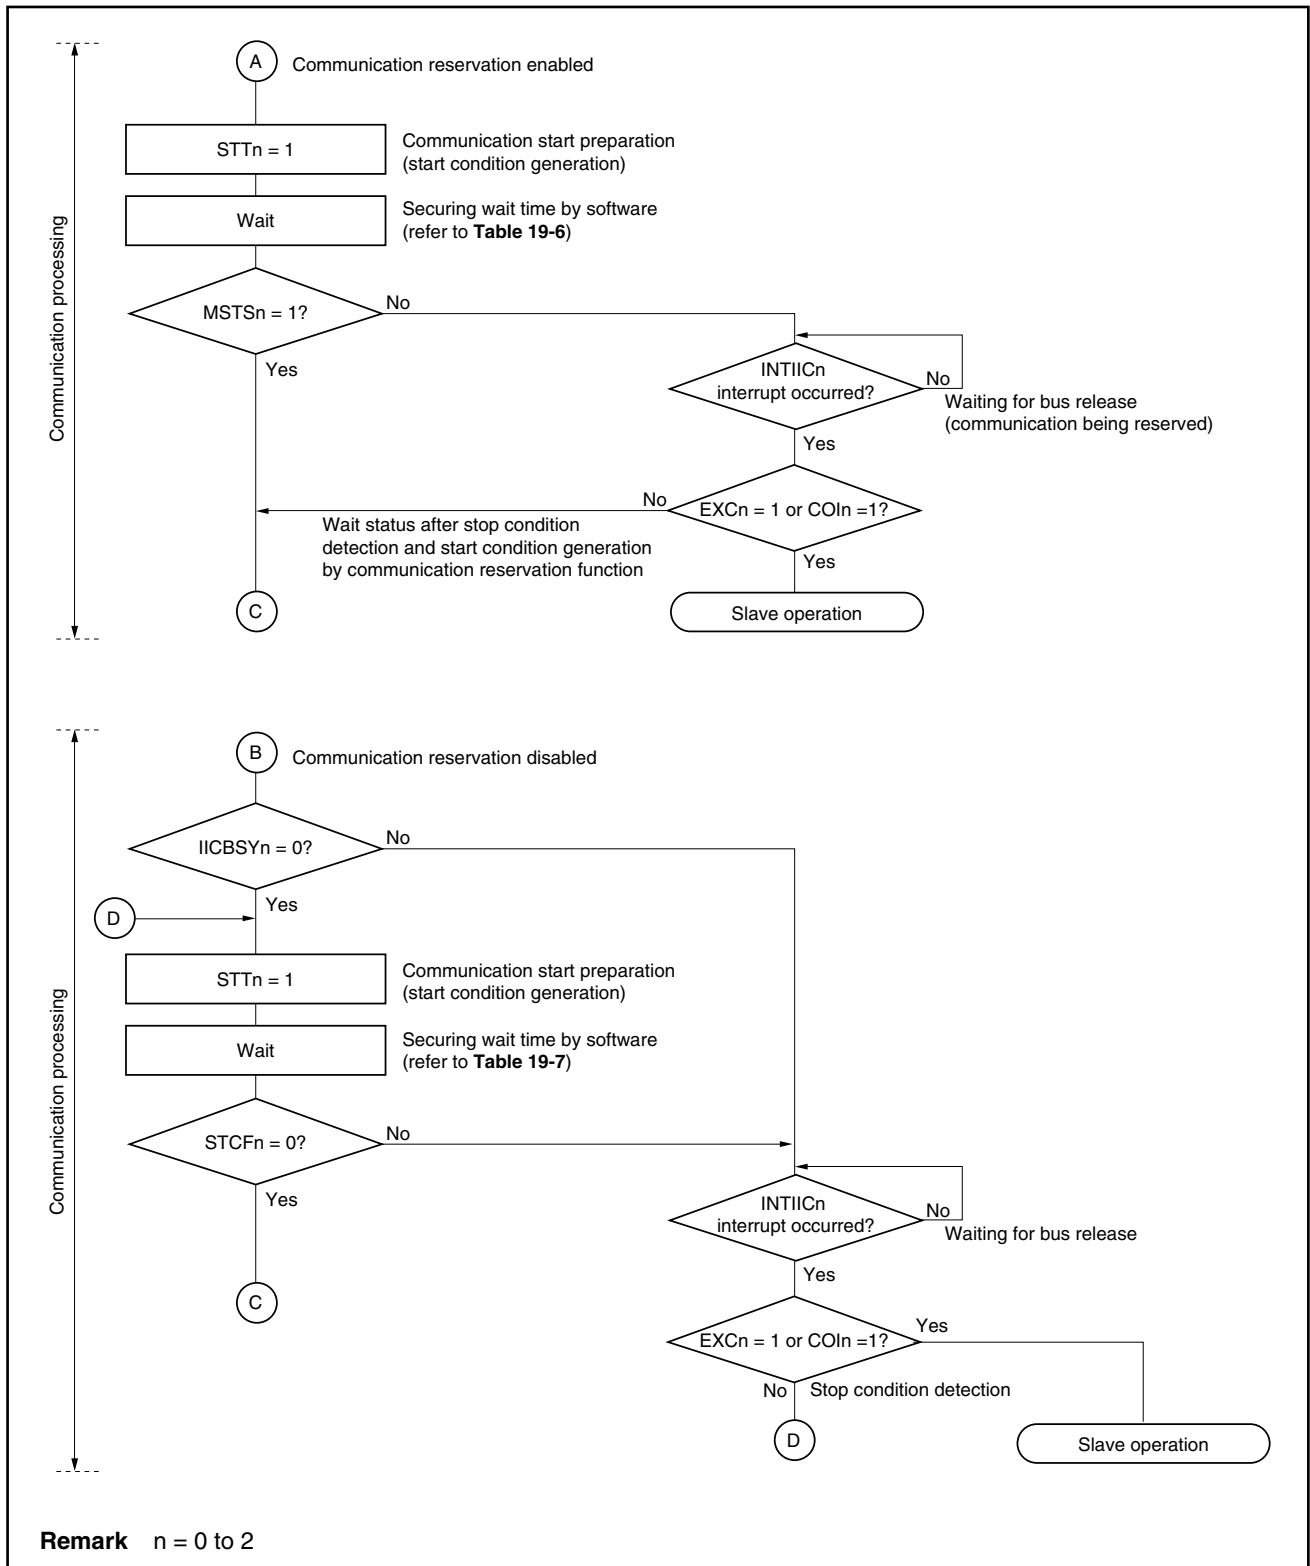 A
Communication reservation enabled
STTn = 1
Communication start preparation
(start condition generation)
Wait
Securing wait time by software
(refer to Table 19-6)
Communication processing
MSTSn = 1?
No
Yes
INTIICn
interrupt occurred?
No
Waiting for bus release
(communication being reserved)
Yes
EXCn = 1 or COIn =1?
No
Wait status after stop condition
detection and start condition generation
by communication reservation function
Yes
C
Slave operation
B
Communication reservation disabled
IICBSYn = 0?
No
Yes
D
STTn = 1
Communication start preparation
(start condition generation)
Wait
Securing wait time by software
(refer to Table 19-7)
Communication processing
STCFn = 0?
No
Yes
INTIICn
interrupt occurred?
No
Waiting for bus release
Yes
C
EXCn = 1 or COIn =1?
Yes
No
Stop condition detection
D
Slave operation
Remark n = 0 to 2